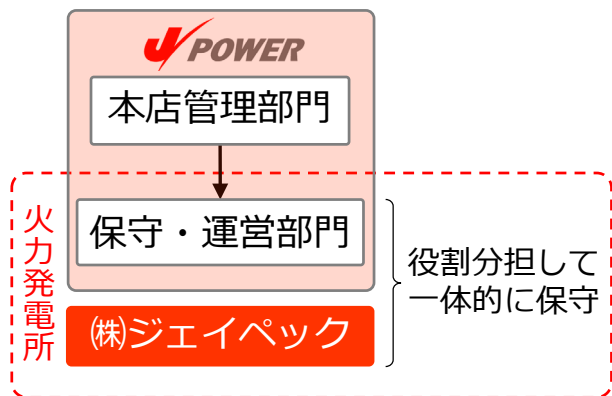 J/POWER
本店管理部門
火力発電所
保守・運営部門
㈱ジェイペック
役割分担して
一体的に保守